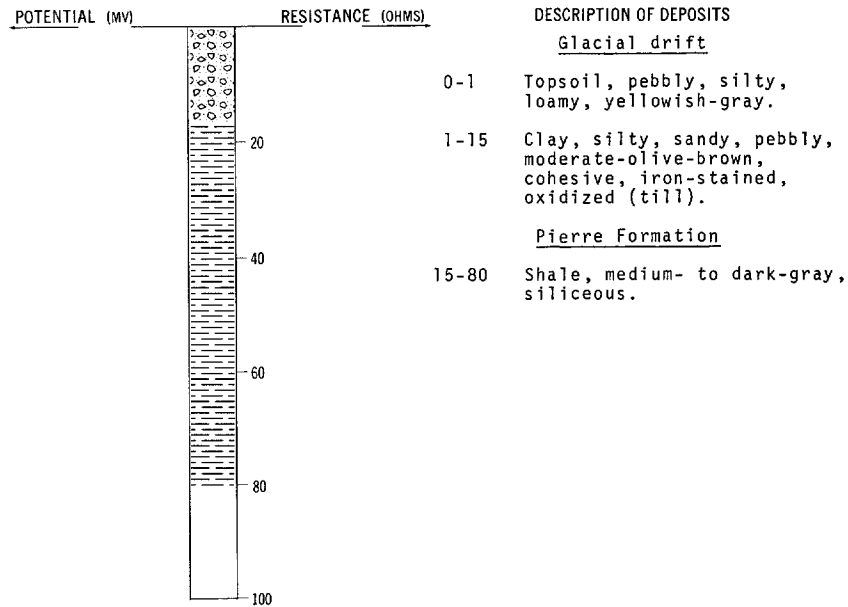 POTENTIAL (MV) RESISTANCE (OHMS) DESCRIPTION OF DEPOSITS
Glacial drift
0-1 Topsoil, pebbly, silty,
loamy, yellowish-gray.
1-15 Clay, silty, sandy, pebbly,
moderate-olive-brown,
cohesive, iron-stained,
oxidized (till).
Pierre Formation
15-80 Shale, medium- to dark-gray,
siliceous.
20
40
60
80
100